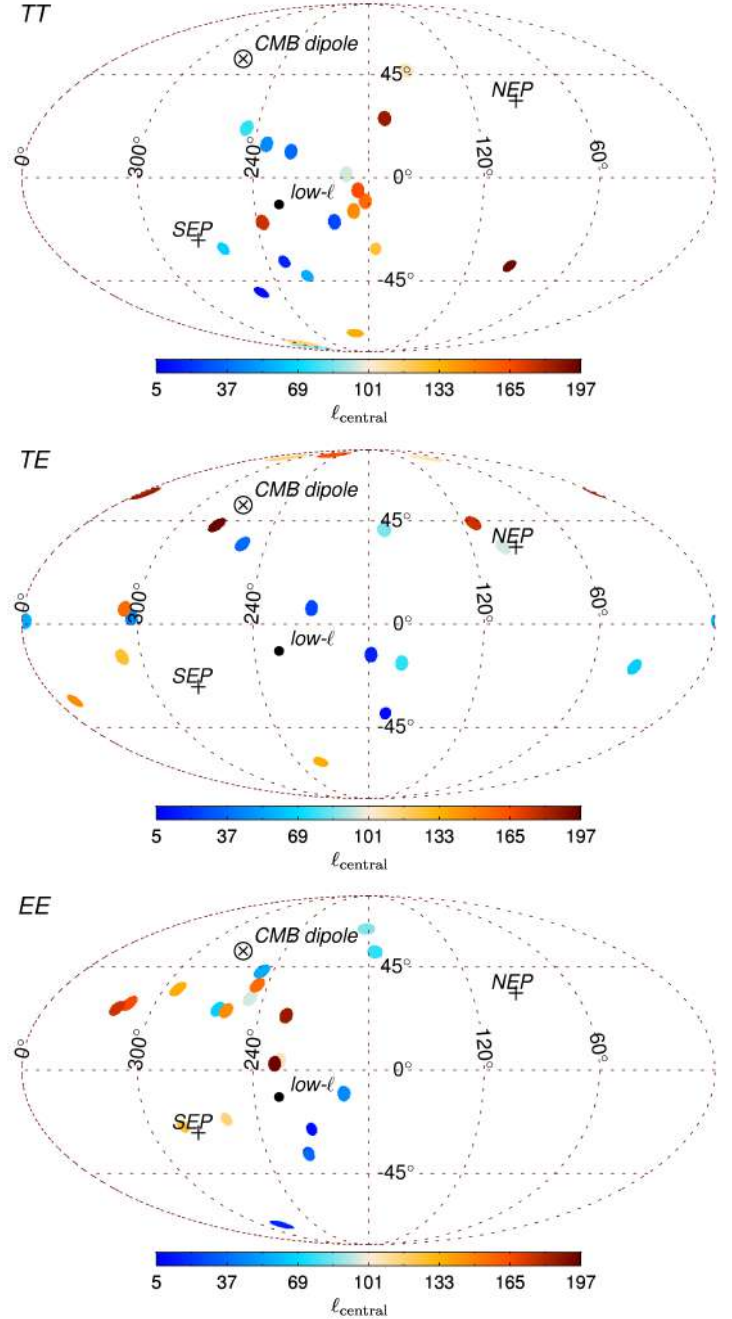 TT
CMB dipole
45°
NEP
0° 300° 240° 120° 60°
0°
low-ℓ
SEP
-45°
5 37 69 101 133 165 197
ℓcentral
TE
CMB dipole
45°
NEP
0° 300° 240° 120° 60°
0°
low-ℓ
SEP
-45°
5 37 69 101 133 165 197
ℓcentral
EE
CMB dipole
45°
NEP
0° 300° 240° 120° 60°
0°
low-ℓ
SEP
-45°
5 37 69 101 133 165 197
ℓcentral